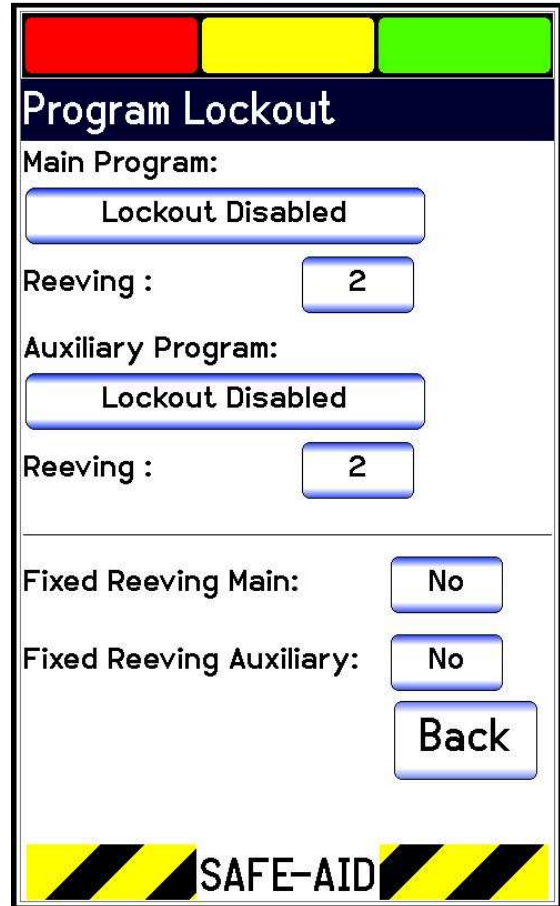 Program Lockout
Main Program:
Lockout Disabled
Reeving : 2
Auxiliary Program:
Lockout Disabled
Reeving : 2
Fixed Reeving Main: No
Fixed Reeving Auxiliary: No
Back
SAFE-AID